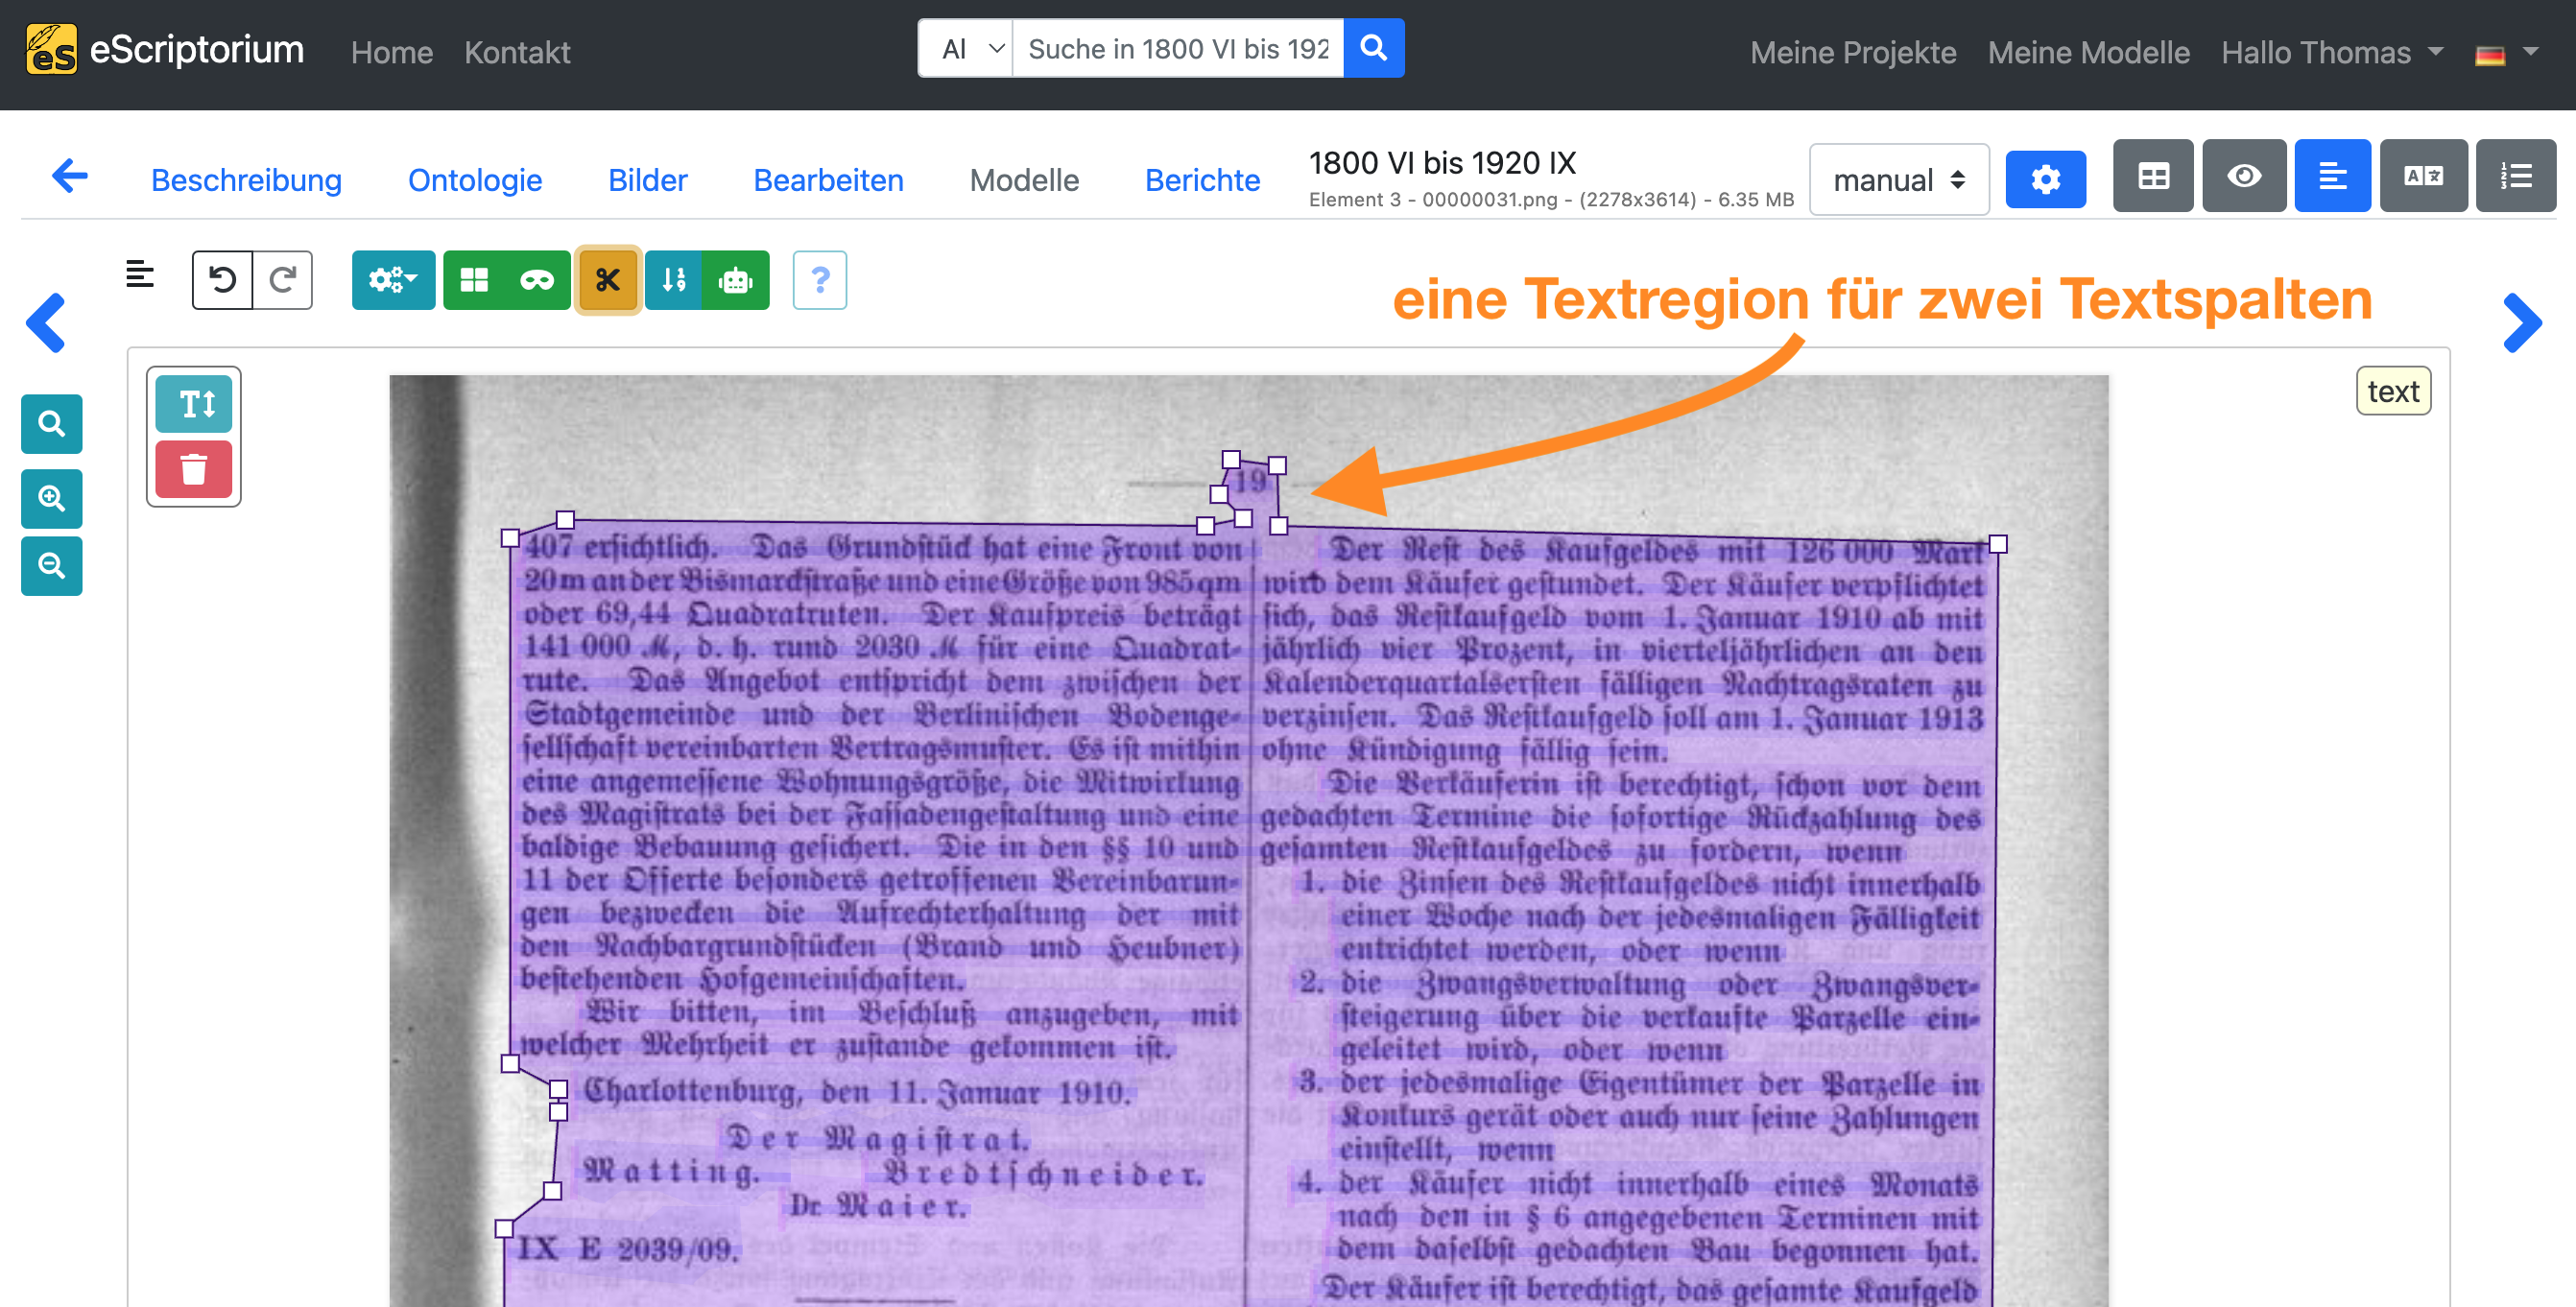 eScriptorium
Home
Kontakt
Al
Suche in 1800 VI bis 192
Meine Projekte
Meine Modelle
Hallo Thomas
Beschreibung
Ontologie
Bilder
Bearbeiten
Modelle
Berichte
1800 VI bis 1920 IX
Element 3 - 00000031.png - (2278x3614) - 6.35 MB
manual
eine Textregion für zwei Textspalten
text
19
407 erſichtlich. Das Grundſtück hat eine Front von
20 m an der Bismarckſtraße und eine Größe von 985 qm
oder 69,44 Quadratruten. Der Kaufpreis beträgt
141 000 ℳ, d. h. rund 2030 ℳ für eine Quadrat-
rute. Das Angebot entſpricht dem zwiſchen der
Stadtgemeinde und der Berliniſchen Bodenge-
ſellſchaft vereinbarten Vertragsmuſter. Es iſt mithin
eine angemeſſene Wohnungsgröße, die Mitwirkung
des Magiſtrats bei der Faſſadengeſtaltung und eine
baldige Bebauung geſichert. Die in den §§ 10 und
11 der Offerte beſonders getroffenen Vereinbarun-
gen bezwecken die Aufrechterhaltung der mit
den Nachbargrundſtücken (Brand und Heubner)
beſtehenden Hofgemeinſchaften.
Wir bitten, im Beſchluß anzugeben, mit
welcher Mehrheit er zuſtande gekommen iſt.
Charlottenburg, den 11. Januar 1910.
Der Magiſtrat.
Matting. Bredtſchneider.
Dr. Maier.
IX E 2039/09.
Der Reſt des Kaufgeldes mit 126 000 Mark
wird dem Käufer geſtundet. Der Käufer verpflichtet
ſich, das Reſtkaufgeld vom 1. Januar 1910 ab mit
jährlich vier Prozent, in vierteljährlichen an den
Kalenderquartalserſten fälligen Nachtragsraten zu
verzinſen. Das Reſtkaufgeld ſoll am 1. Januar 1913
ohne Kündigung fällig ſein.
Die Verkäuferin iſt berechtigt, ſchon vor dem
gedachten Termine die ſofortige Rückzahlung des
geſamten Reſtkaufgeldes zu fordern, wenn
1. die Zinſen des Reſtkaufgeldes nicht innerhalb
einer Woche nach der jedesmaligen Fälligkeit
entrichtet werden, oder wenn
2. die Zwangsverwaltung oder Zwangsver-
ſteigerung über die verkaufte Parzelle ein-
geleitet wird, oder wenn
3. der jedesmalige Eigentümer der Parzelle in
Konkurs gerät oder auch nur ſeine Zahlungen
einſtellt, wenn
4. der Käufer nicht innerhalb eines Monats
nach den in § 6 angegebenen Terminen mit
dem daſelbſt gedachten Bau begonnen hat.
Der Käufer iſt berechtigt, das geſamte Kaufgeld